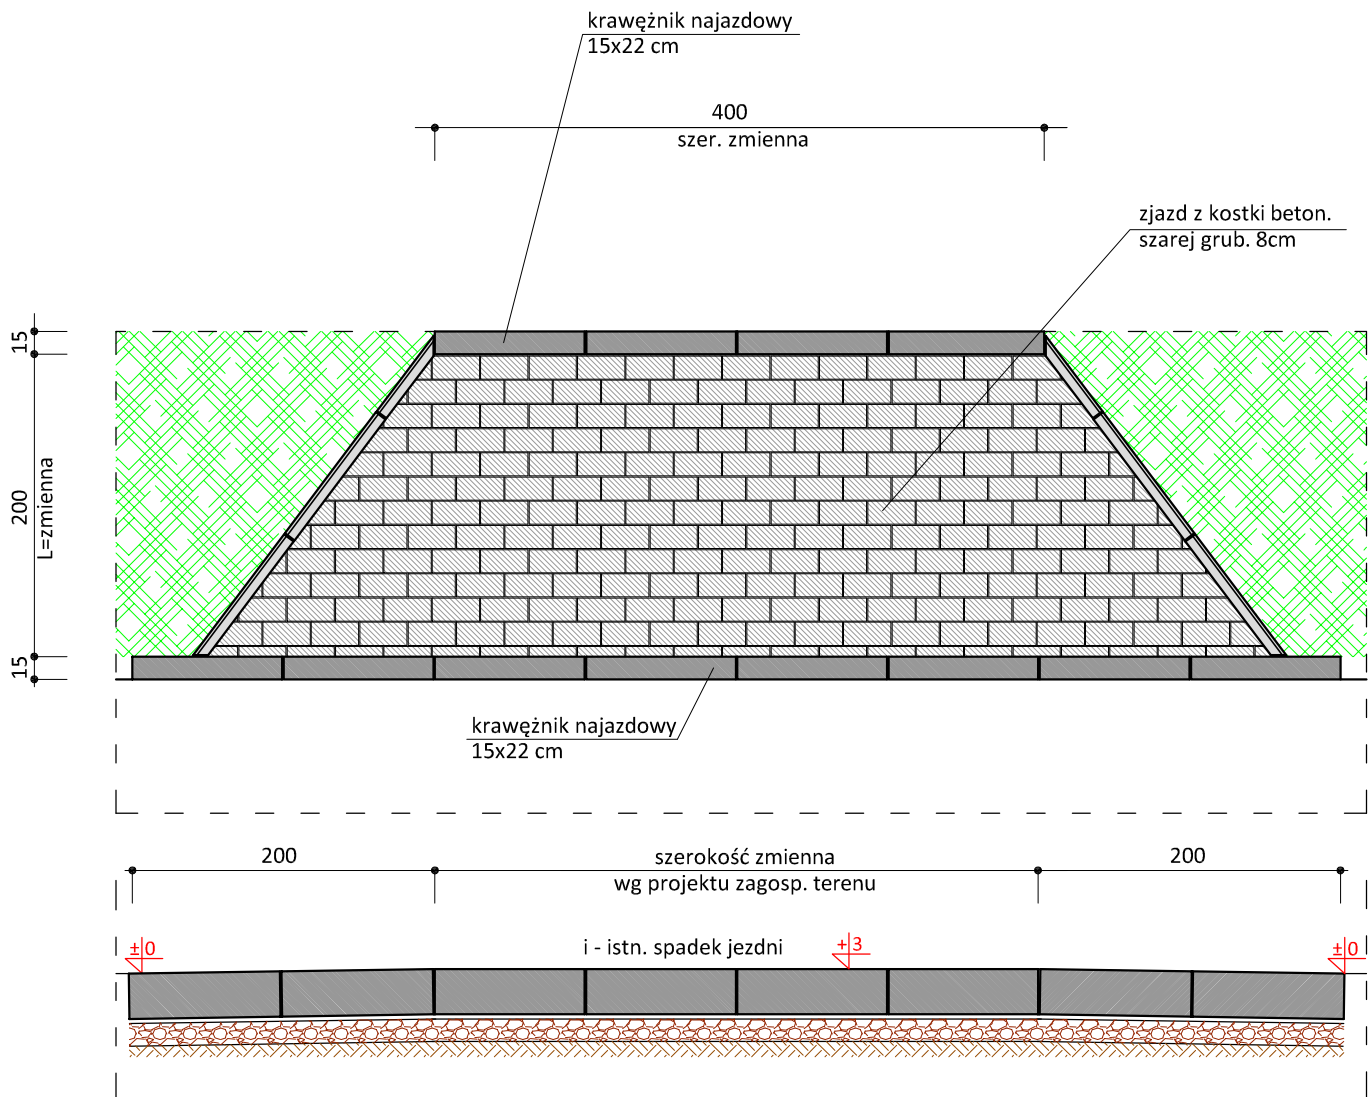 krawężnik najazdowy
15x22 cm
400
szer. zmienna
zjazd z kostki beton.
szarej grub. 8cm
15
200
L=zmienna
15
krawężnik najazdowy
15x22 cm
200
szerokość zmienna
wg projektu zagosp. terenu
200
±0
i - istn. spadek jezdni
+3
±0